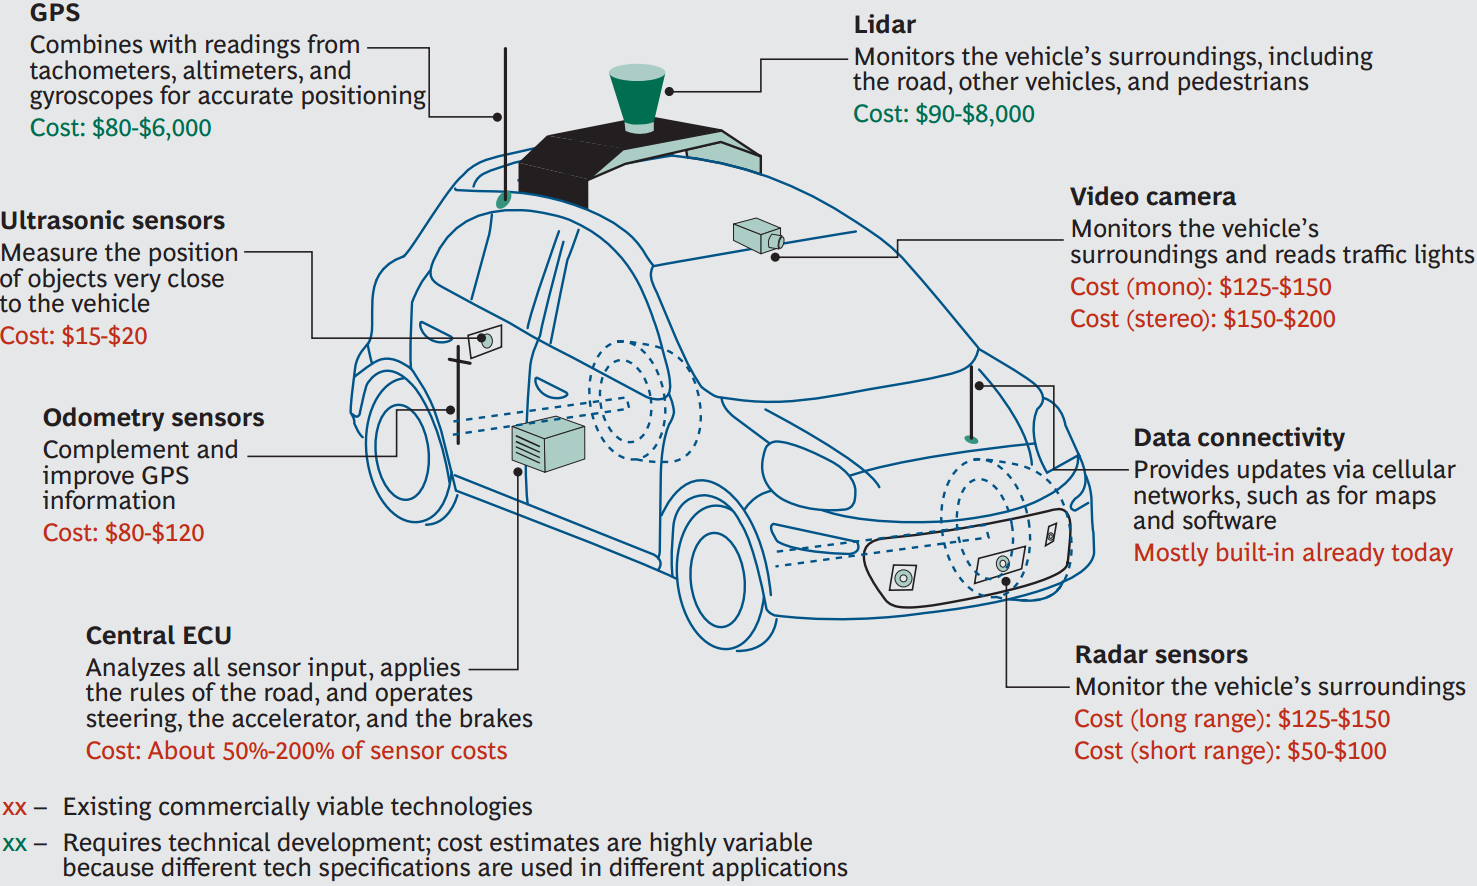 GPS
Combines with readings from
tachometers, altimeters, and
gyroscopes for accurate positioning
Cost: $80-$6,000
Lidar
Monitors the vehicle's surroundings, including
the road, other vehicles, and pedestrians
Cost: $90-$8,000
Ultrasonic sensors
Measure the position
of objects very close
to the vehicle
Cost: $15-$20
Video camera
Monitors the vehicle's
surroundings and reads traffic lights
Cost (mono): $125-$150
Cost (stereo): $150-$200
Odometry sensors
Complement and
improve GPS
information
Cost: $80-$120
Data connectivity
Provides updates via cellular
networks, such as for maps
and software
Mostly built-in already today
Central ECU
Analyzes all sensor input, applies
the rules of the road, and operates
steering, the accelerator, and the brakes
Cost: About 50%-200% of sensor costs
Radar sensors
Monitor the vehicle's surroundings
Cost (long range): $125-$150
Cost (short range): $50-$100
xx – Existing commercially viable technologies
xx – Requires technical development; cost estimates are highly variable
because different tech specifications are used in different applications